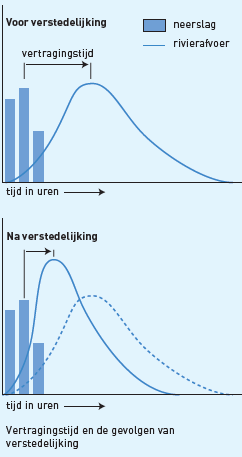 Voor verstedelijking
neerslag
rivierafvoer
vertragingstijd
tijd in uren
Na verstedelijking
tijd in uren
Vertragingstijd en de gevolgen van
verstedelijking